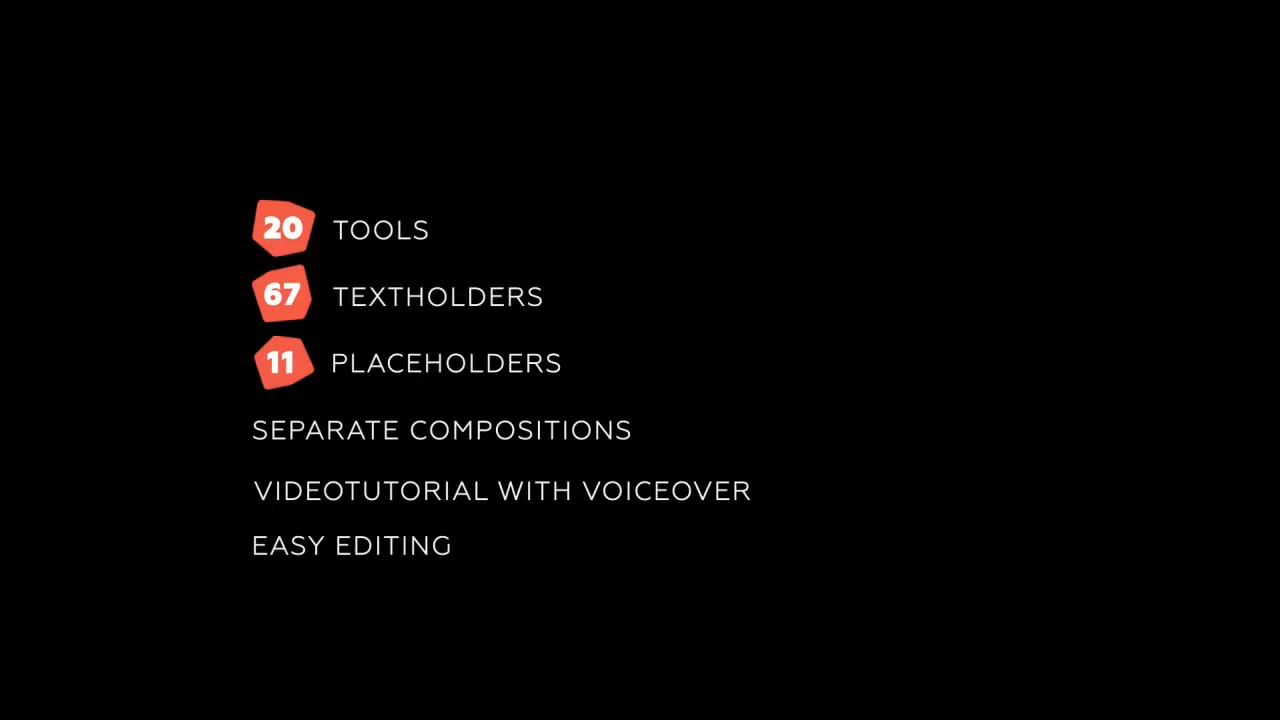 20 TOOLS
67 TEXTHOLDERS
11 PLACEHOLDERS
SEPARATE COMPOSITIONS
VIDEOTUTORIAL WITH VOICEOVER
EASY EDITING